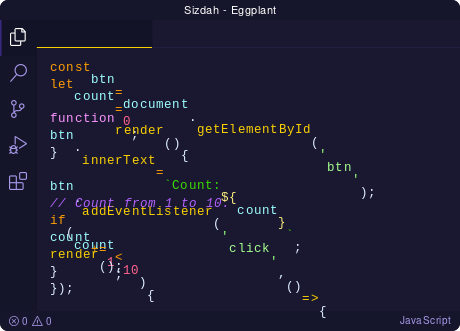 Sizdah - Eggplant
const btn = document.getElementById('btn');
let count = 0;
function render() {
btn.innerText = `Count: ${count}`;
}
btn.addEventListener('click', () => {
// Count from 1 to 10.
if (count < 10) {
count += 1;
render();
}
});
0 0
JavaScript